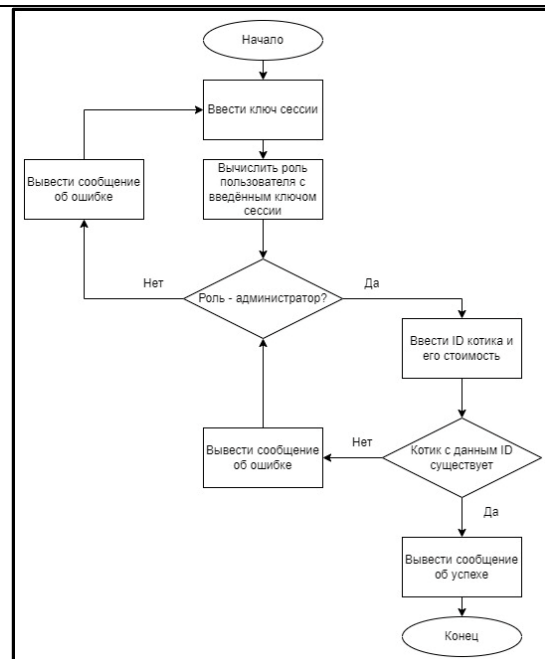 Начало
Ввести ключ сессии
Вывести сообщение
об ошибке
Вычислить роль
пользователя с
введённым ключом
сессии
Нет
Роль - администратор?
Да
Ввести ID котика и
его стоимость
Вывести сообщение
об ошибке
Нет
Котик с данным ID
существует
Да
Вывести сообщение
об успехе
Конец